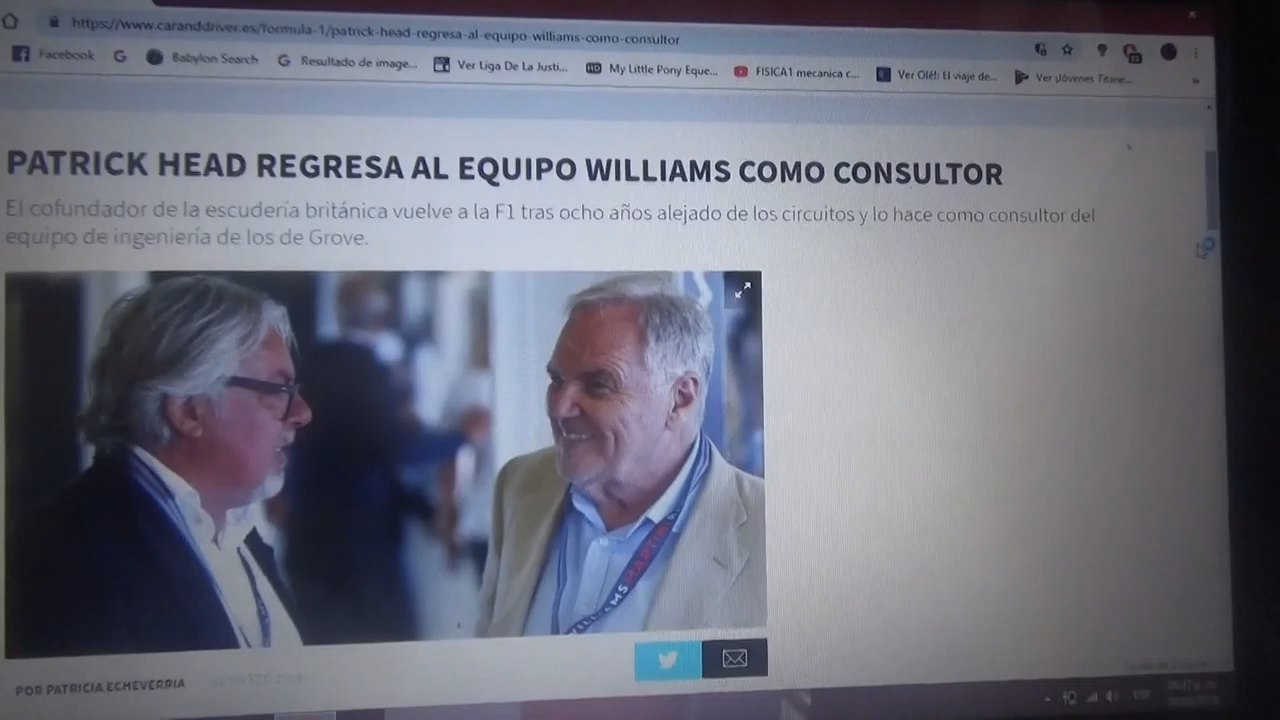 https://www.caranddriver.es/formula-1/patrick-head-regresa-al-equipo-williams-como-consultor
Facebook
Babylon Search
Resultado de image...
Ver Liga De La Justi...
My Little Pony Eque...
FISICA1 mecanica c...
Ver Olé!: El viaje de...
Ver ¡Jóvenes Titane...
PATRICK HEAD REGRESA AL EQUIPO WILLIAMS COMO CONSULTOR
El cofundador de la escudería británica vuelve a la F1 tras ocho años alejado de los circuitos y lo hace como consultor del
equipo de ingeniería de los de Grove.
WILLIAMS MARTINI
POR PATRICIA ECHEVERRIA
ESP